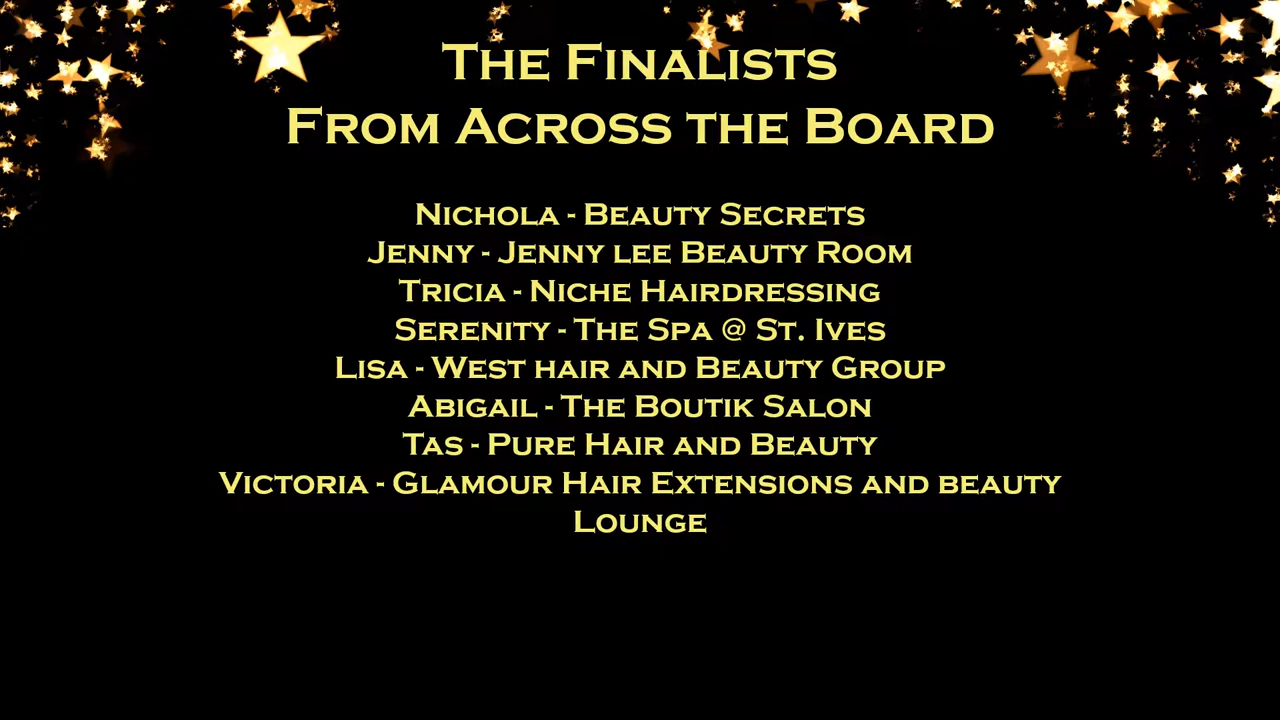 The Finalists
From Across the Board
Nichola - Beauty Secrets
Jenny - Jenny lee Beauty Room
Tricia - Niche Hairdressing
Serenity - The Spa @ St. Ives
Lisa - West hair and Beauty Group
Abigail - The Boutik Salon
Tas - Pure Hair and Beauty
Victoria - Glamour Hair Extensions and beauty
Lounge